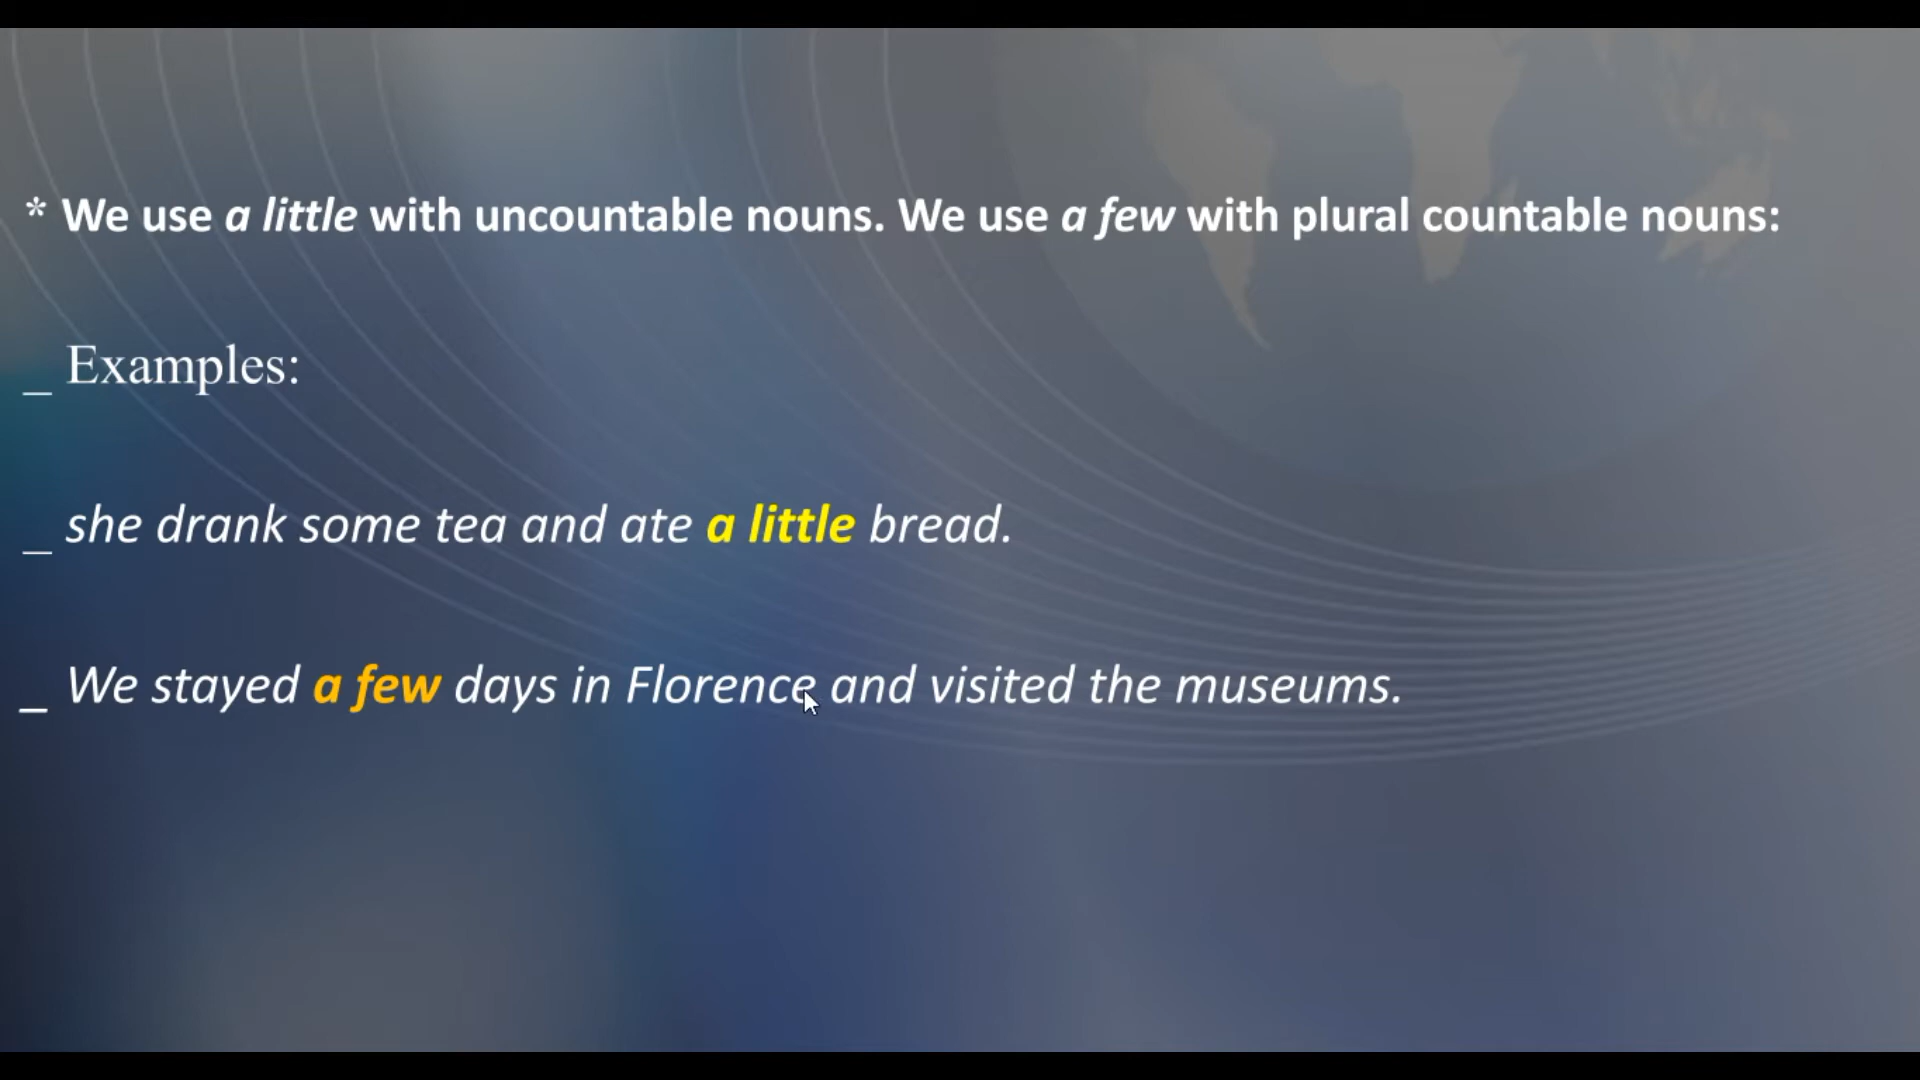 * We use a little with uncountable nouns. We use a few with plural countable nouns:
_ Examples:
_ she drank some tea and ate a little bread.
_ We stayed a few days in Florence and visited the museums.